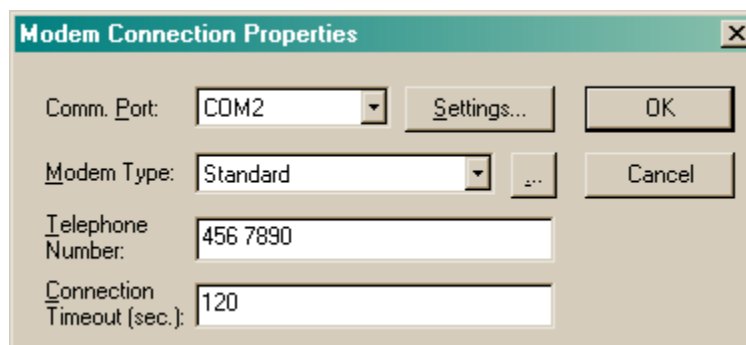 Modem Connection Properties
Comm. Port: COM2 Settings... OK
Modem Type: Standard ... Cancel
Telephone
Number: 456 7890
Connection
Timeout (sec.): 120